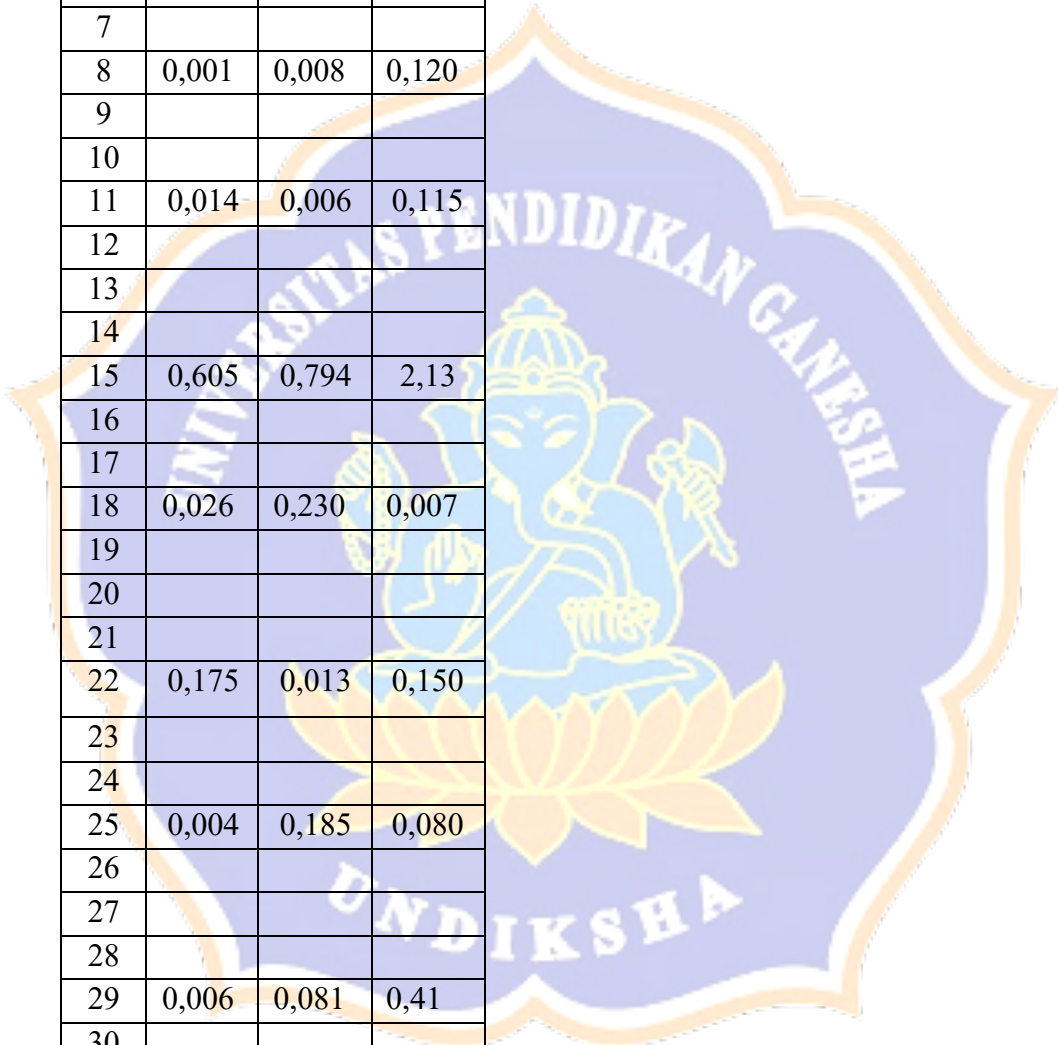 7
8 0,001 0,008 0,120
9
10
11 0,014 0,006 0,115
12
13
14
15 0,605 0,794 2,13
16
17
18 0,026 0,230 0,007
19
20
21
22 0,175 0,013 0,150
23
24
25 0,004 0,185 0,080
26
27
28
29 0,006 0,081 0,41
30
UNIVERSITAS PENDIDIKAN GANESHA
UNDIKSHA